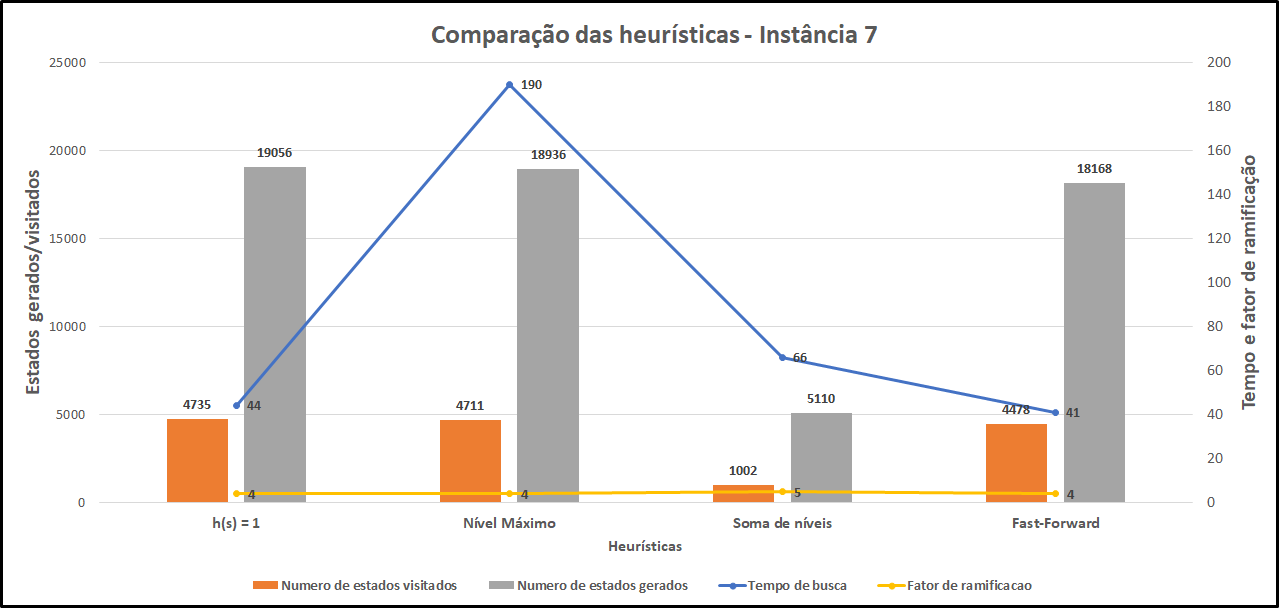 Comparação das heurísticas - Instância 7
Estados gerados/visitados
25000
20000
15000
10000
5000
0
200
180
160
140
120
100
80
60
40
20
0
Tempo e fator de ramificação
190
19056
18936
18168
66
5110
4735
44
4711
4478
41
1002
4
4
5
4
h(s) = 1
Nível Máximo
Soma de níveis
Fast-Forward
Heurísticas
Numero de estados visitados
Numero de estados gerados
Tempo de busca
Fator de ramificacao